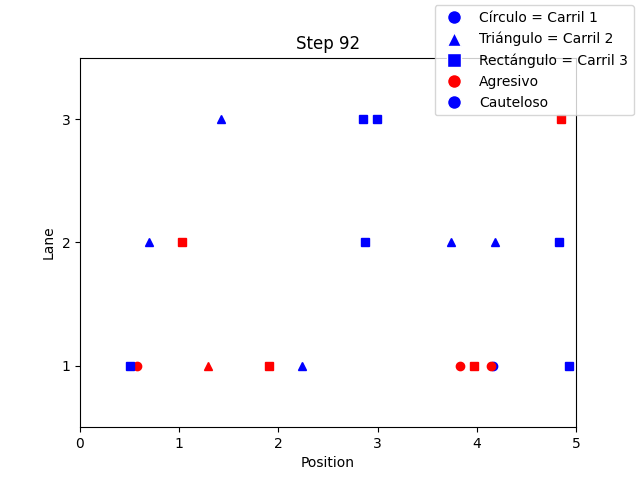 Step 92
Círculo = Carril 1
Triángulo = Carril 2
Rectángulo = Carril 3
Agresivo
Cauteloso
Lane
3
2
1
0 1 2 3 4 5
Position